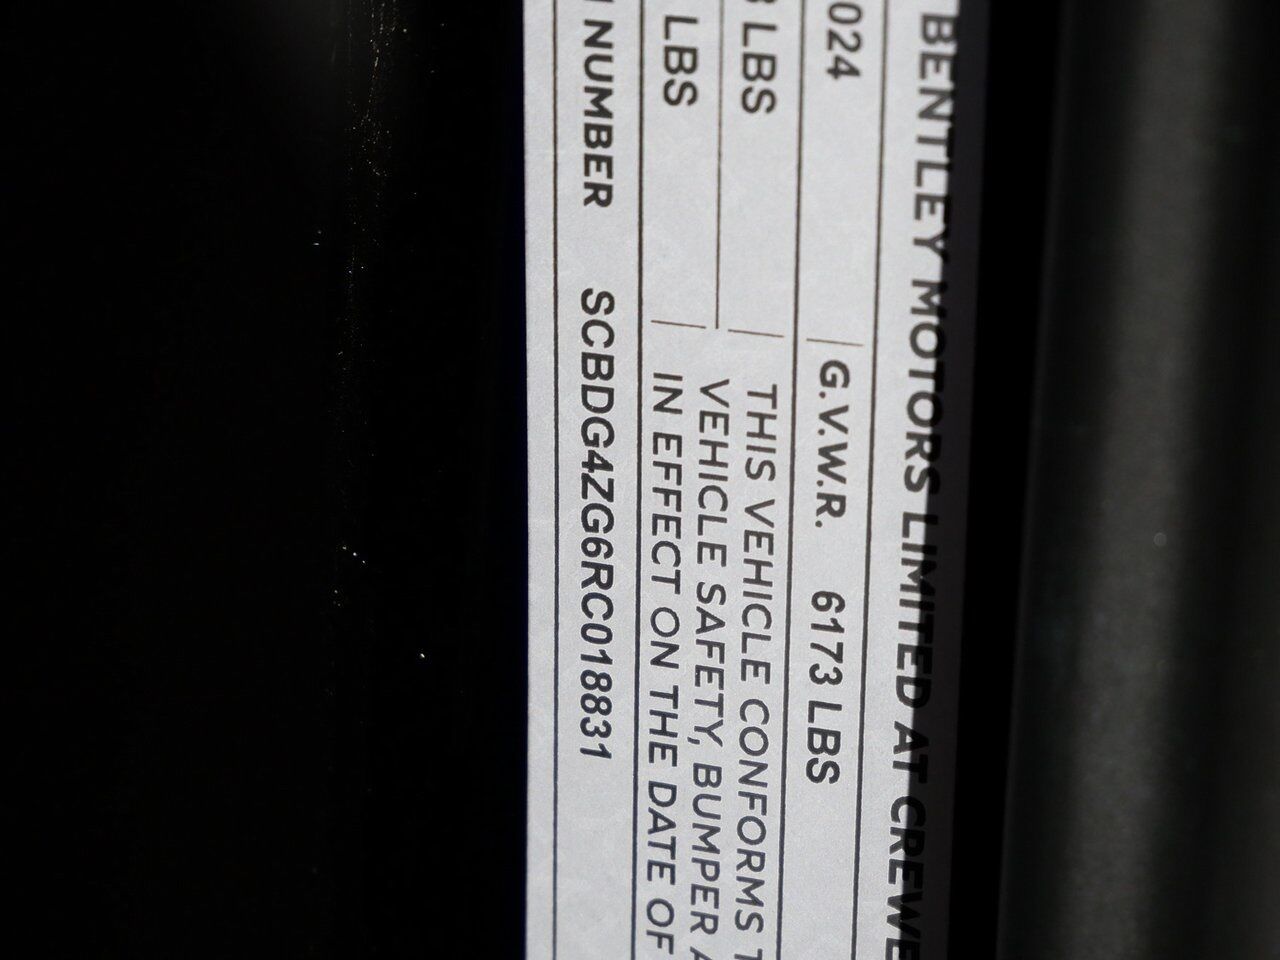 BENTLEY MOTORS LIMITED AT CREWE
024 G.V.W.R. 6173 LBS
LBS THIS VEHICLE CONFORMS
VEHICLE SAFETY, BUMPER
LBS IN EFFECT ON THE DATE OF
NUMBER SCBDG4ZG6RC018831